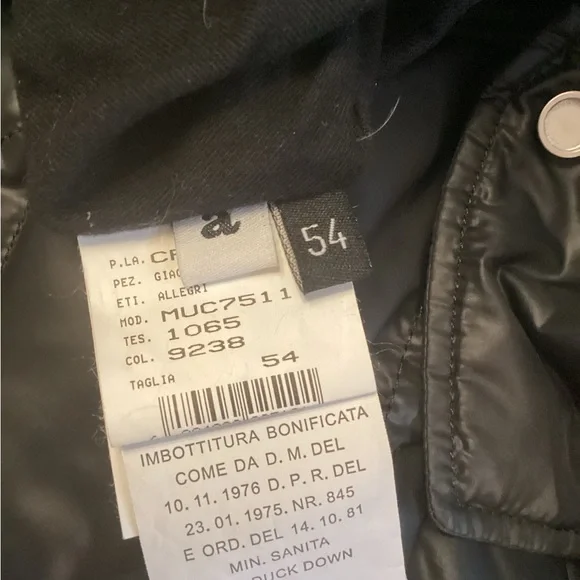 a
54
P.LA. CF
PEZ. GIAC
ETI. ALLEGRI
MOD. MUC7511
TES. 1065
COL. 9238
TAGLIA 54
IMBOTTITURA BONIFICATA
COME DA D. M. DEL
10. 11. 1976 D. P. R. DEL
23. 01. 1975. NR. 845
E ORD. DEL 14. 10. 81
MIN. SANITA
DUCK DOWN